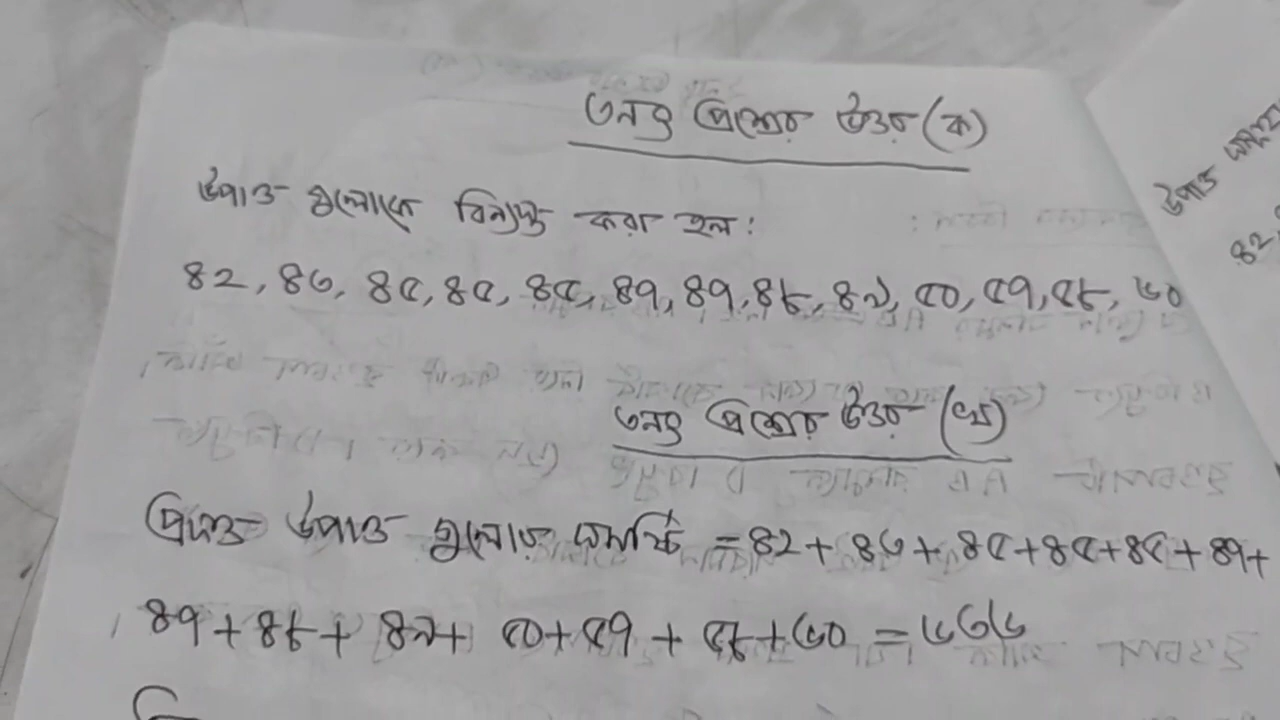 ৩নং প্রশ্নের উত্তর (ক)
উপাত্ত গুলোকে বিন্যস্ত করা হল:
৪২, ৪৩, ৪৫, ৪৫, ৪৫, ৪৭, ৪৭, ৪৮, ৪৯, ৫০, ৫৭, ৫৮, ৬০
৩নং প্রশ্নের উত্তর (খ)
প্রদত্ত উপাত্ত গুলোর সমষ্টি = ৪২ + ৪৩ + ৪৫ + ৪৫ + ৪৫ + ৪৭ +
৪৭ + ৪৮ + ৪৯ + ৫০ + ৫৭ + ৫৮ + ৬০ = ৬৩৬
উপাত্ত
৪২,